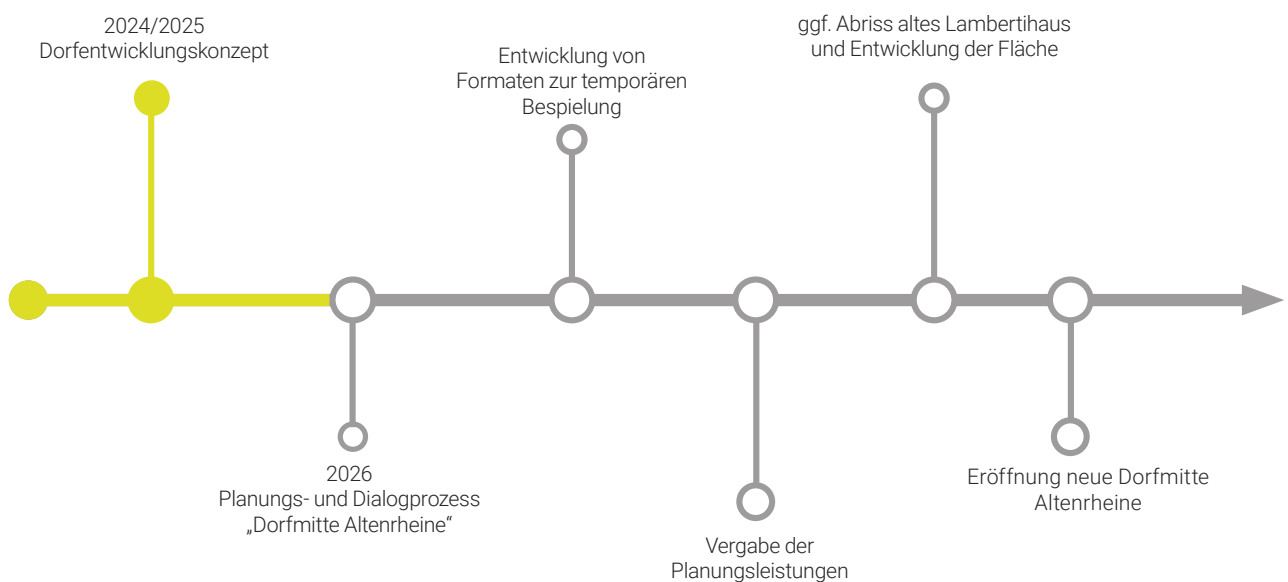 2024/2025
Dorfentwicklungskonzept
Entwicklung von
Formaten zur temporären
Bespielung
ggf. Abriss altes Lambertihaus
und Entwicklung der Fläche
2026
Planungs- und Dialogprozess
„Dorfmitte Altenrheine“
Vergabe der
Planungsleistungen
Eröffnung neue Dorfmitte
Altenrheine